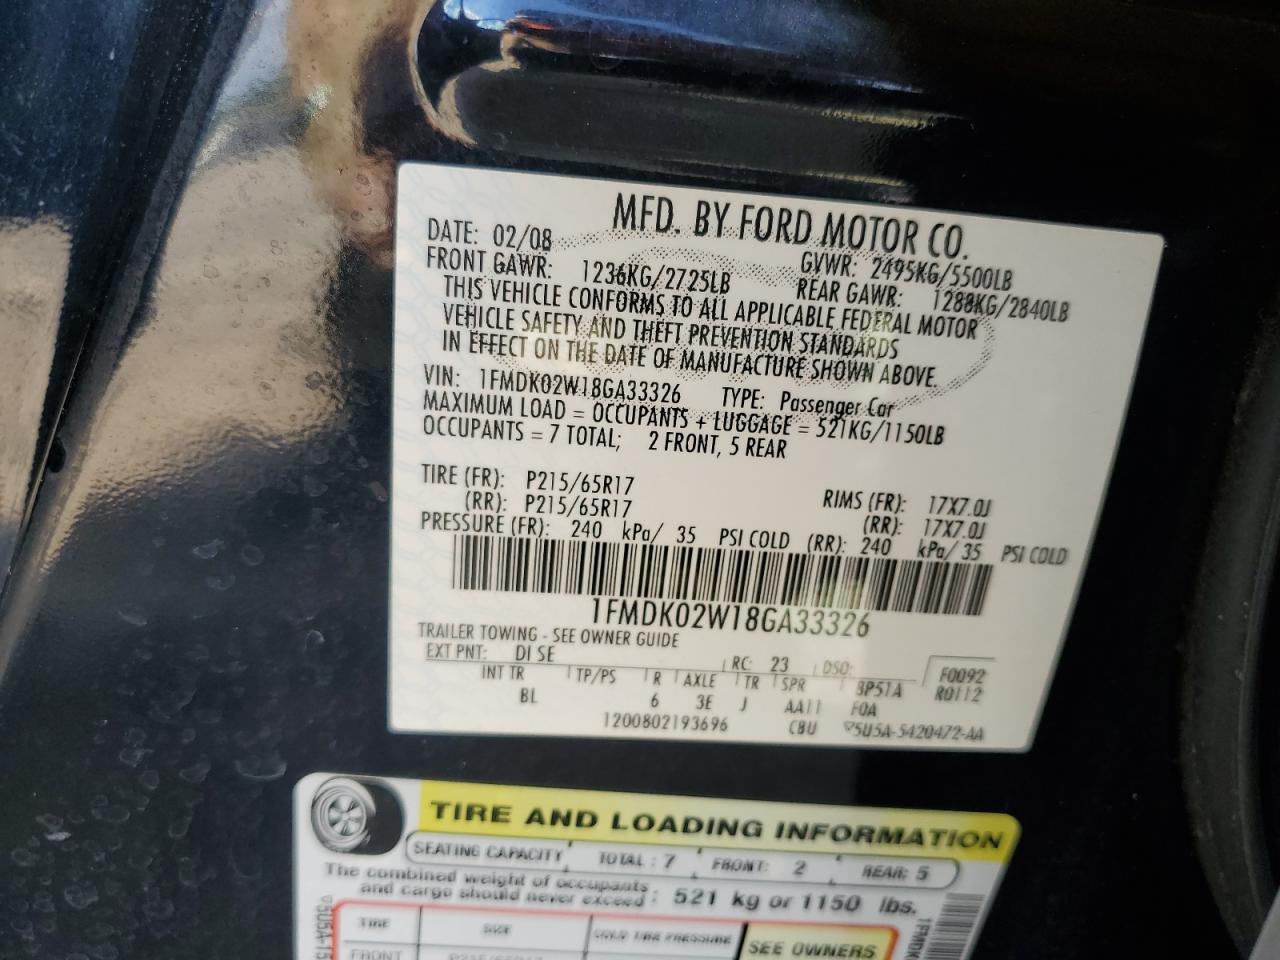 MFD. BY FORD MOTOR CO.
DATE: 02/08 GVWR: 2495KG/5500LB
FRONT GAWR: 1236KG/2725LB REAR GAWR: 1288KG/2840LB
THIS VEHICLE CONFORMS TO ALL APPLICABLE FEDERAL MOTOR
VEHICLE SAFETY AND THEFT PREVENTION STANDARDS
IN EFFECT ON THE DATE OF MANUFACTURE SHOWN ABOVE.
VIN: 1FMDK02W18GA33326 TYPE: Passenger Car
MAXIMUM LOAD = OCCUPANTS + LUGGAGE = 521KG/1150LB
OCCUPANTS = 7 TOTAL; 2 FRONT, 5 REAR
TIRE (FR): P215/65R17 RIMS (FR): 17X7.0J
(RR): P215/65R17 (RR): 17X7.0J
PRESSURE (FR): 240 kPa/ 35 PSI COLD (RR): 240 kPa/ 35 PSI COLD
1FMDK02W18GA33326
TRAILER TOWING - SEE OWNER GUIDE
EXT PNT: DI SE RC: 23 DSO: F0092
INT TR TP/PS R AXLE TR SPR BP51A R0112
BL 6 3E J AA11 F0A
1200802193696 CBU 5U5A-5420472-AA
TIRE AND LOADING INFORMATION
SEATING CAPACITY TOTAL : 7 FRONT: 2 REAR: 5
The combined weight of occupants
and cargo should never exceed : 521 kg or 1150 lbs.
TIRE SIZE COLD TIRE PRESSURE SEE OWNERS
FRONT P215/65R17